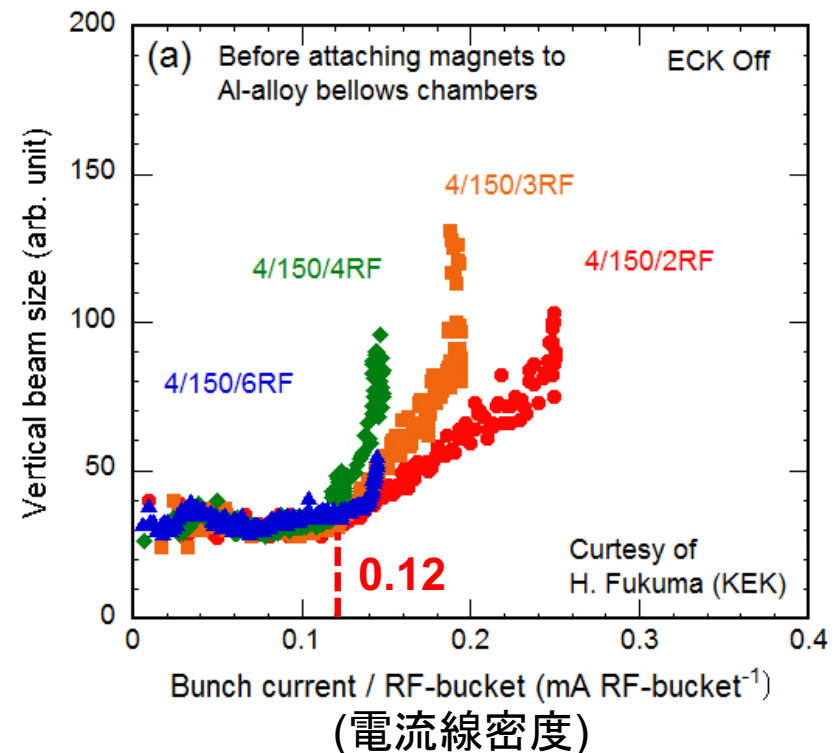 200
(a) Before attaching magnets to
Al-alloy bellows chambers
ECK Off
150
4/150/3RF
4/150/4RF
4/150/2RF
100
4/150/6RF
Vertical beam size (arb. unit)
50
0.12
Curtesy of
H. Fukuma (KEK)
0
0 0.1 0.2 0.3 0.4
Bunch current / RF-bucket (mA RF-bucket⁻¹)
(電流線密度)